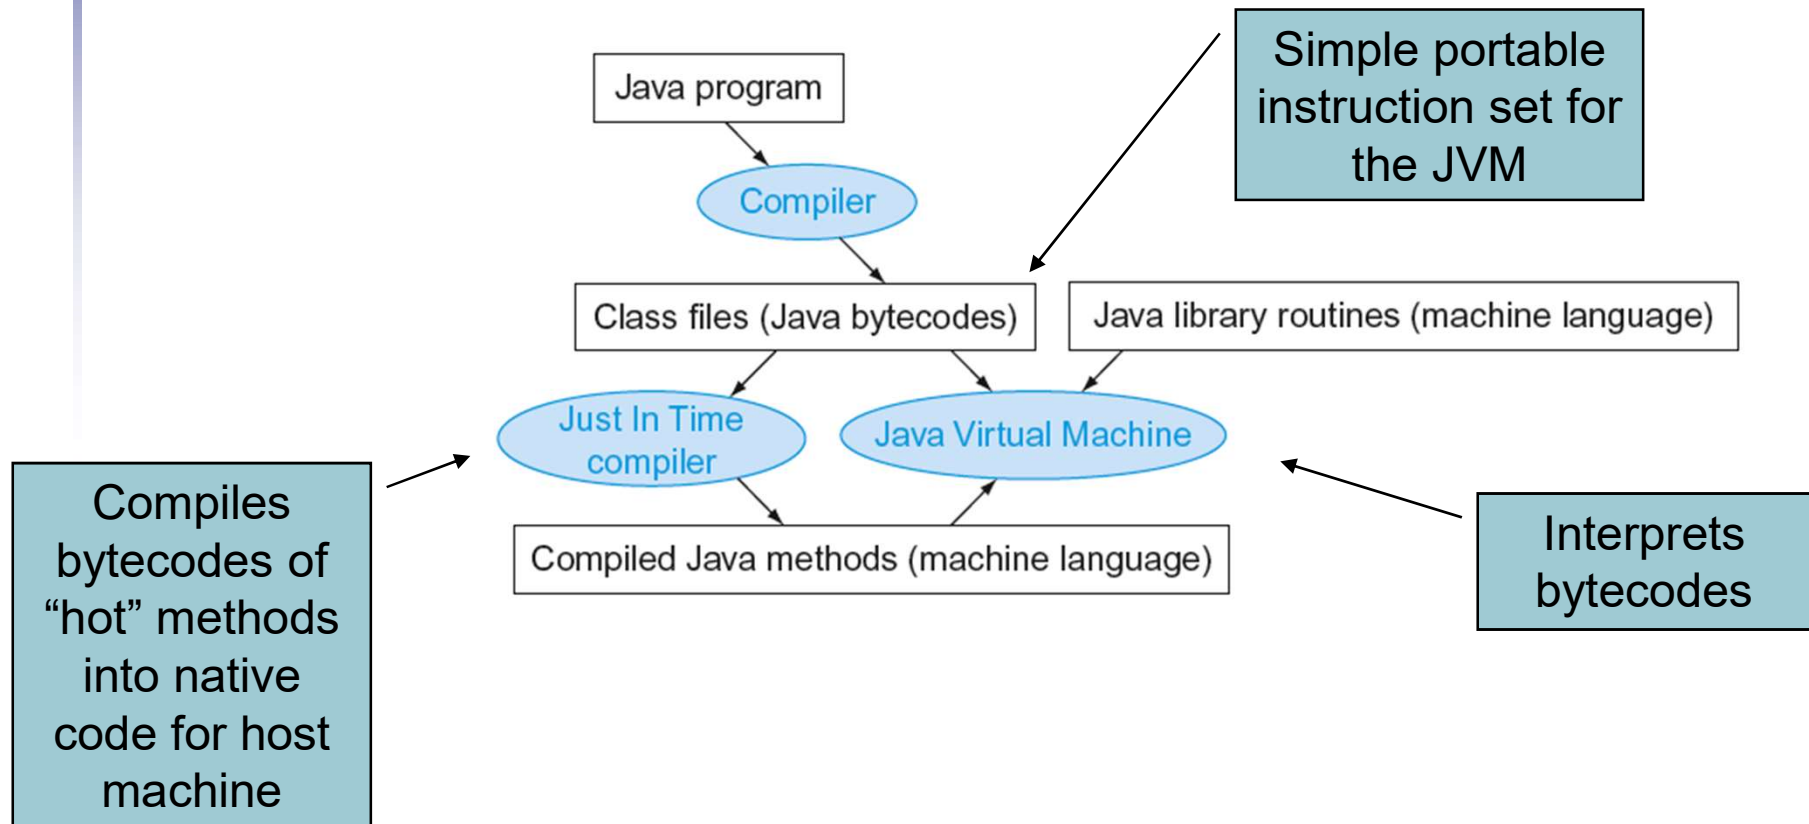 Java program
Simple portable
instruction set for
the JVM
Compiler
Class files (Java bytecodes)
Java library routines (machine language)
Just In Time
compiler
Java Virtual Machine
Compiles
bytecodes of
“hot” methods
into native
code for host
machine
Compiled Java methods (machine language)
Interprets
bytecodes